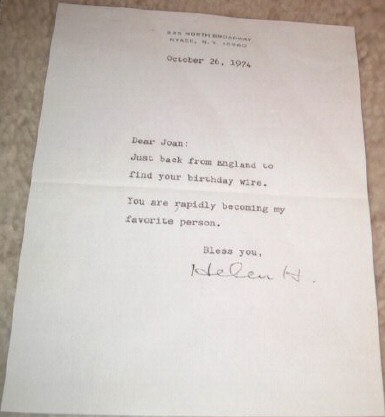 NORTH BROADWAY
NYACK, N. Y. 10960
October 26, 1974
Dear Joan:
Just back from England to
find your birthday wire.
You are rapidly becoming my
favorite person.
Bless you,
Helen H.